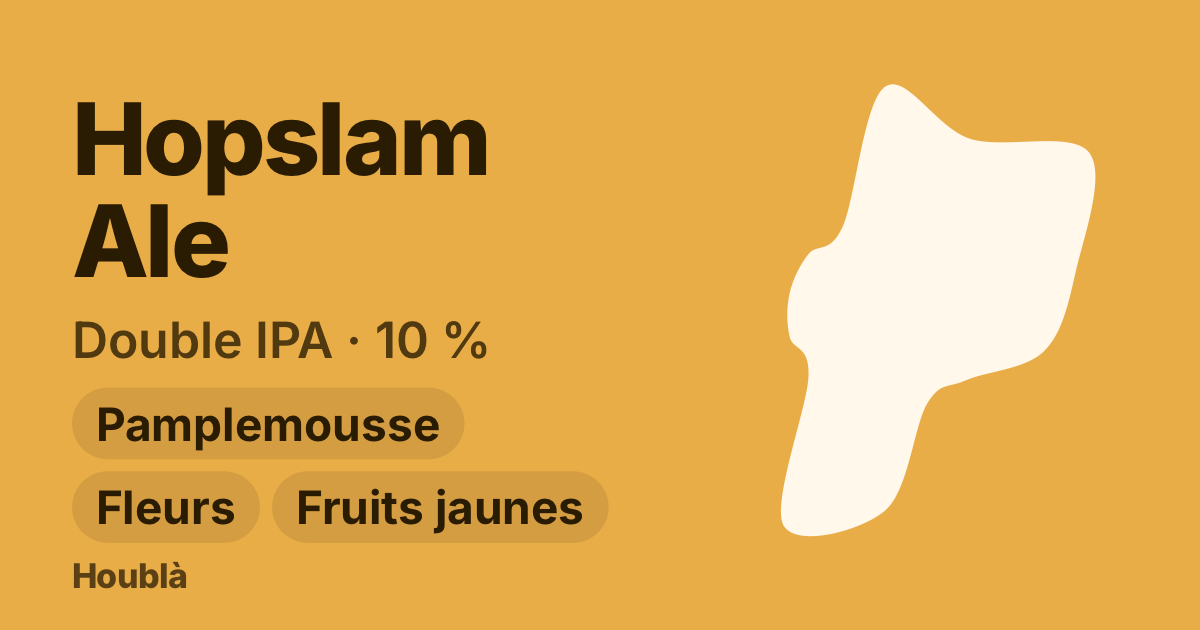 Hopslam
Ale
Double IPA · 10 %
Pamplemousse
Fleurs Fruits jaunes
Houblà